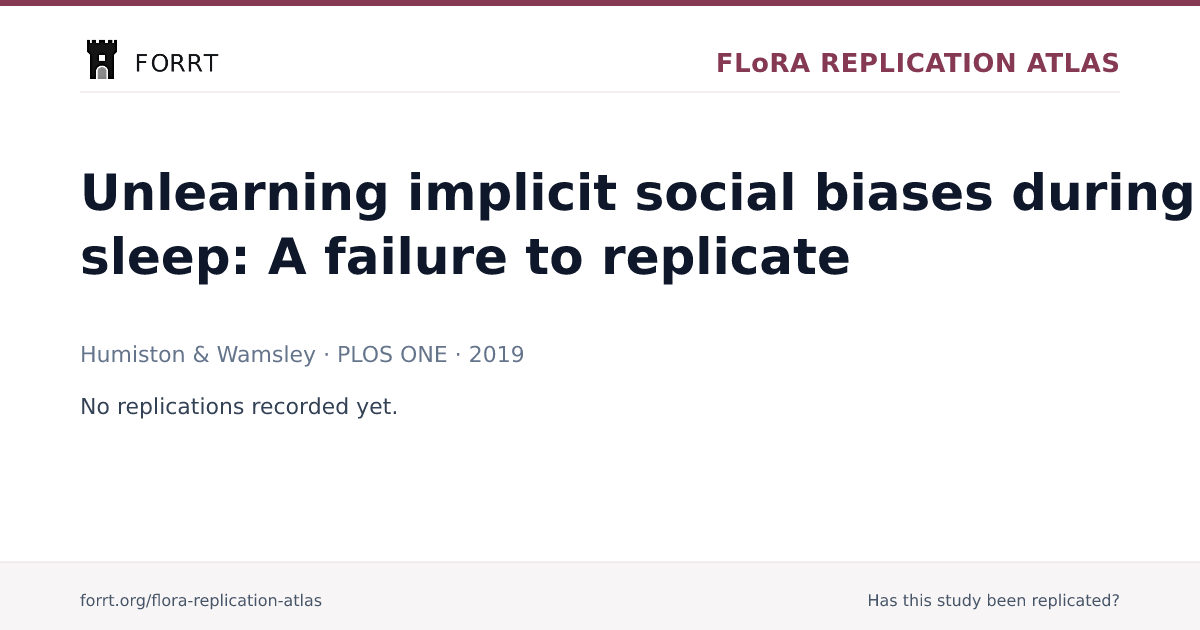 FORRT
FLoRA REPLICATION ATLAS
Unlearning implicit social biases during
sleep: A failure to replicate
Humiston & Wamsley · PLOS ONE · 2019
No replications recorded yet.
forrt.org/flora-replication-atlas
Has this study been replicated?